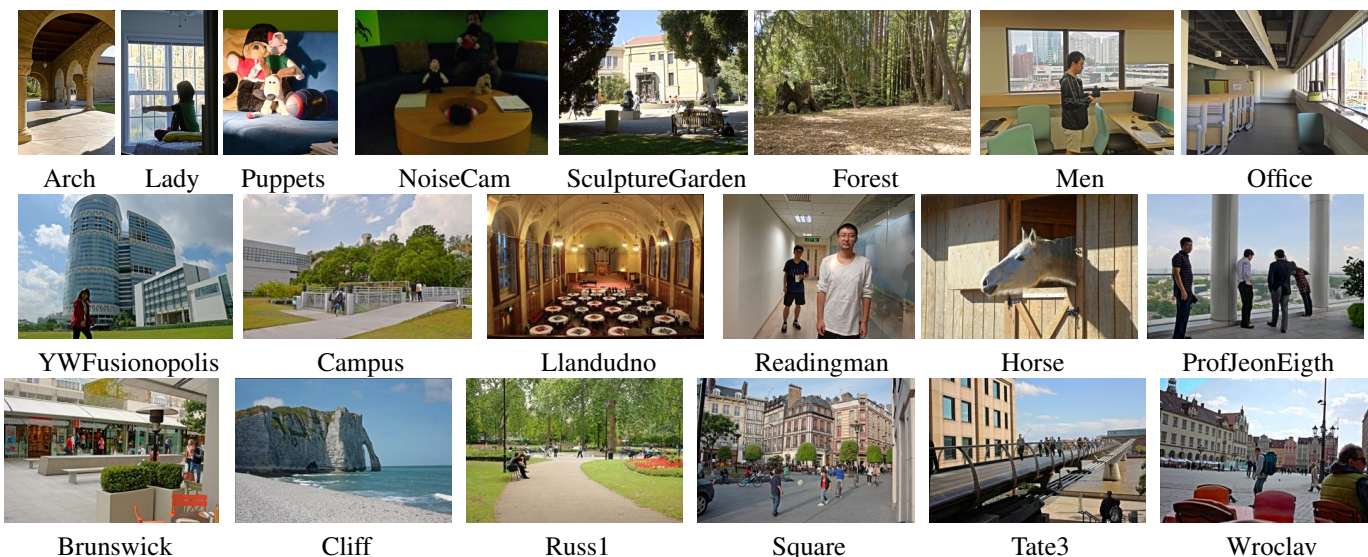 Arch Lady Puppets NoiseCam SculptureGarden Forest Men Office
YWFusionopolis Campus Llandudno Readingman Horse ProfJeonEigth
Brunswick Cliff Russ1 Square Tate3 Wroclav